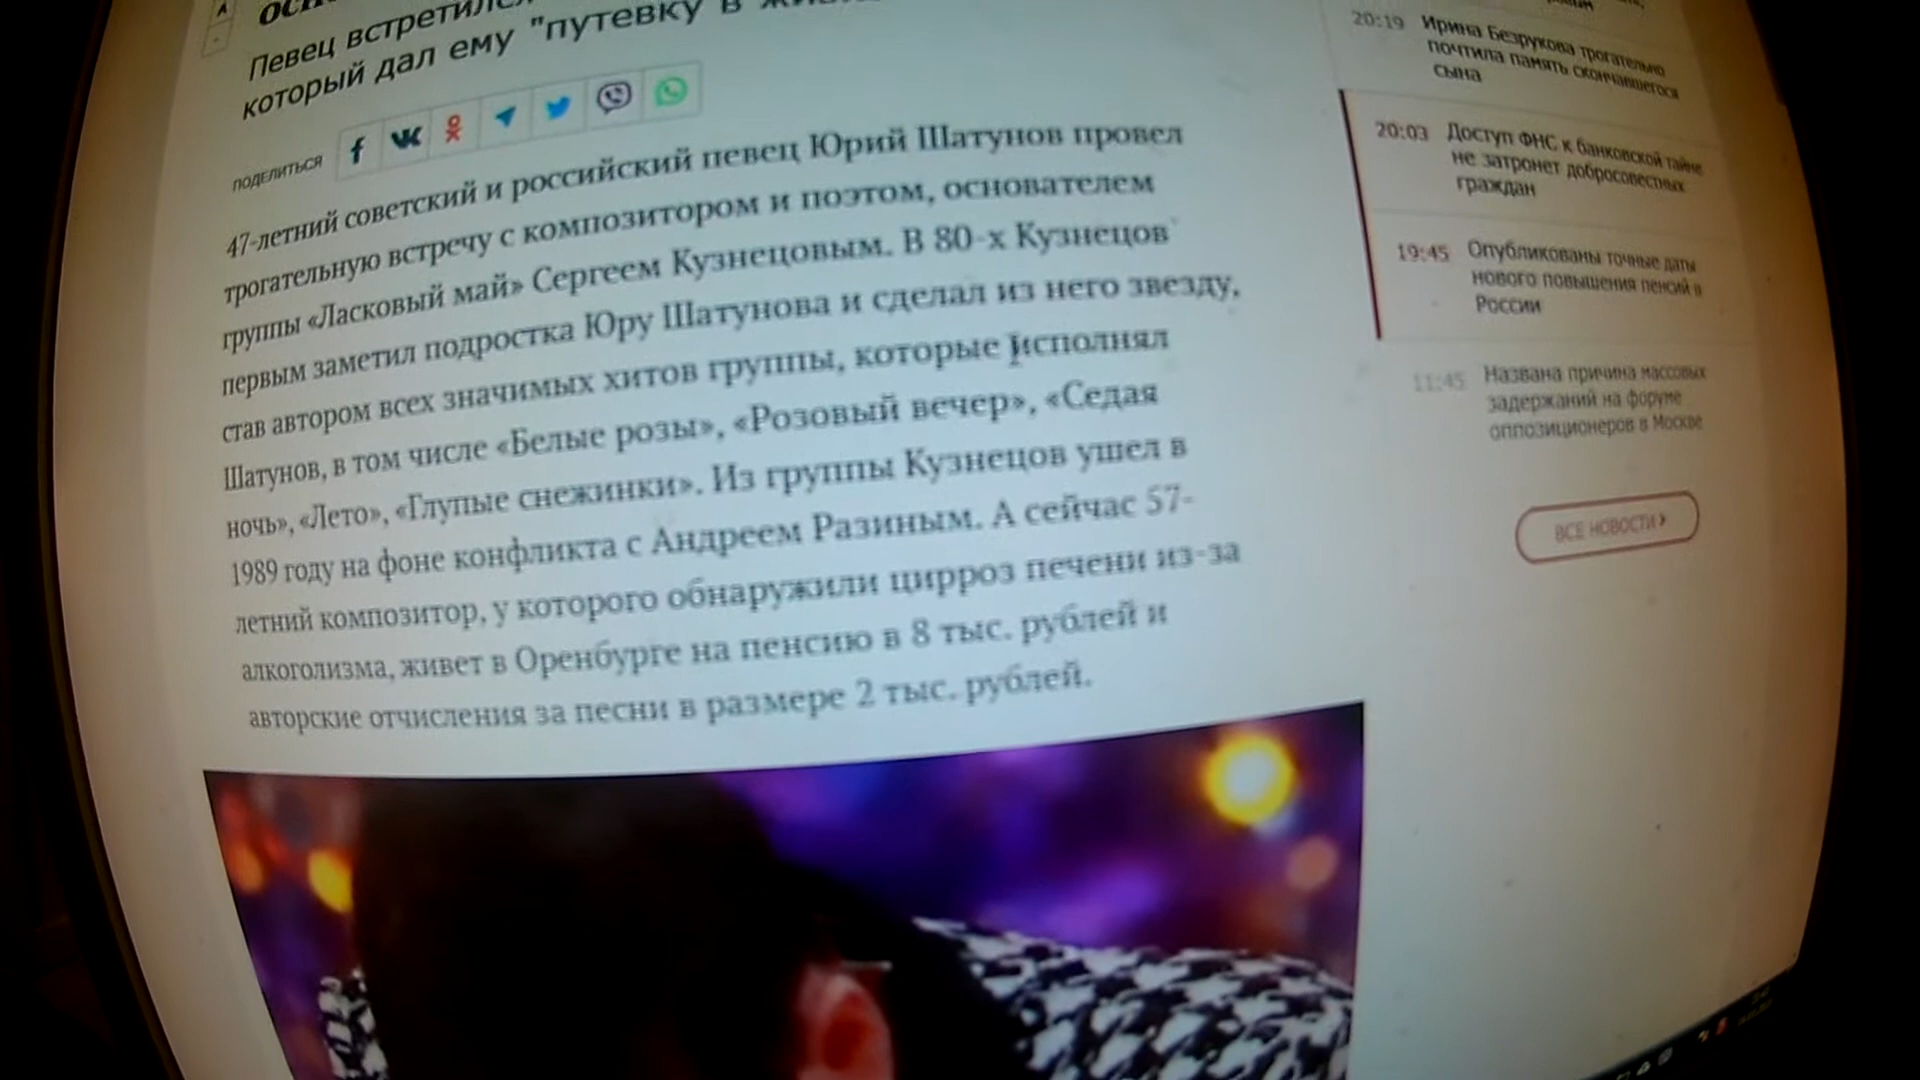 А
-
Певец встретился
который дал ему "путевку в
ПОДЕЛИТЬСЯ
47-летний советский и российский певец Юрий Шатунов провел
трогательную встречу с композитором и поэтом, основателем
группы «Ласковый май» Сергеем Кузнецовым. В 80-х Кузнецов
первым заметил подростка Юру Шатунова и сделал из него звезду,
став автором всех значимых хитов группы, которые исполнял
Шатунов, в том числе «Белые розы», «Розовый вечер», «Седая
ночь», «Лето», «Глупые снежинки». Из группы Кузнецов ушел в
1989 году на фоне конфликта с Андреем Разиным. А сейчас 57-
летний композитор, у которого обнаружили цирроз печени из-за
алкоголизма, живет в Оренбурге на пенсию в 8 тыс. рублей и
авторские отчисления за песни в размере 2 тыс. рублей.
20:19 Ирина Безрукова трогательно
почтила память скончавшегося
сына
20:03 Доступ ФНС к банковской тайне
не затронет добросовестных
граждан
19:45 Опубликованы точные даты
нового повышения пенсий в
России
11:45 Названа причина массовых
задержаний на форуме
оппозиционеров в Москве
ВСЕ НОВОСТИ